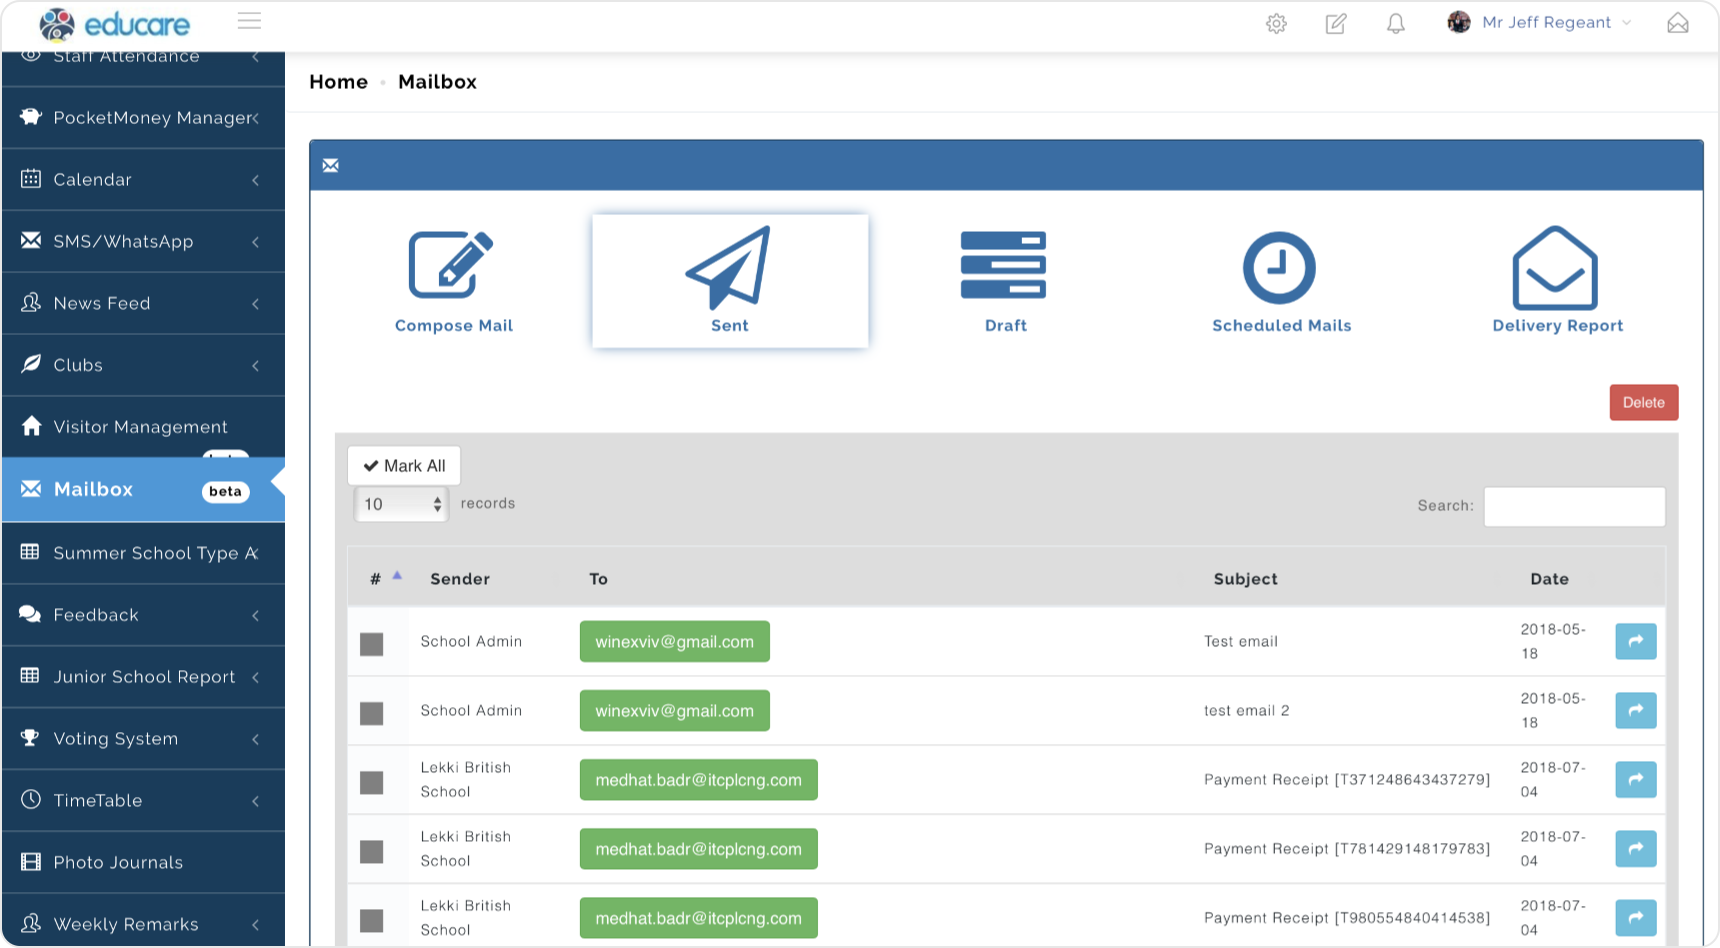 educare
Mr Jeff Regeant
Staff Attendance
PocketMoney Manager
Calendar
SMS/WhatsApp
News Feed
Clubs
Visitor Management
Mailbox
beta
Summer School Type A
Feedback
Junior School Report
Voting System
TimeTable
Photo Journals
Weekly Remarks
Home • Mailbox
Compose Mail
Sent
Draft
Scheduled Mails
Delivery Report
Delete
Mark All
10 records
Search:
# Sender To Subject Date
School Admin winexviv@gmail.com Test email 2018-05-
18
School Admin winexviv@gmail.com test email 2 2018-05-
18
Lekki British
School
medhat.badr@itcplcng.com Payment Receipt [T371248643437279] 2018-07-
04
Lekki British
School
medhat.badr@itcplcng.com Payment Receipt [T781429148179783] 2018-07-
04
Lekki British
School
medhat.badr@itcplcng.com Payment Receipt [T980554840414538] 2018-07-
04